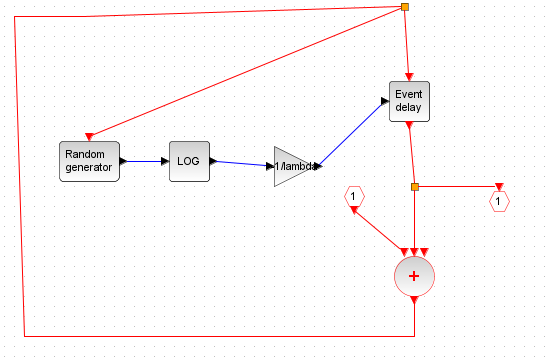 Event
delay
Random
generator
LOG
1/lambda
1
1
+